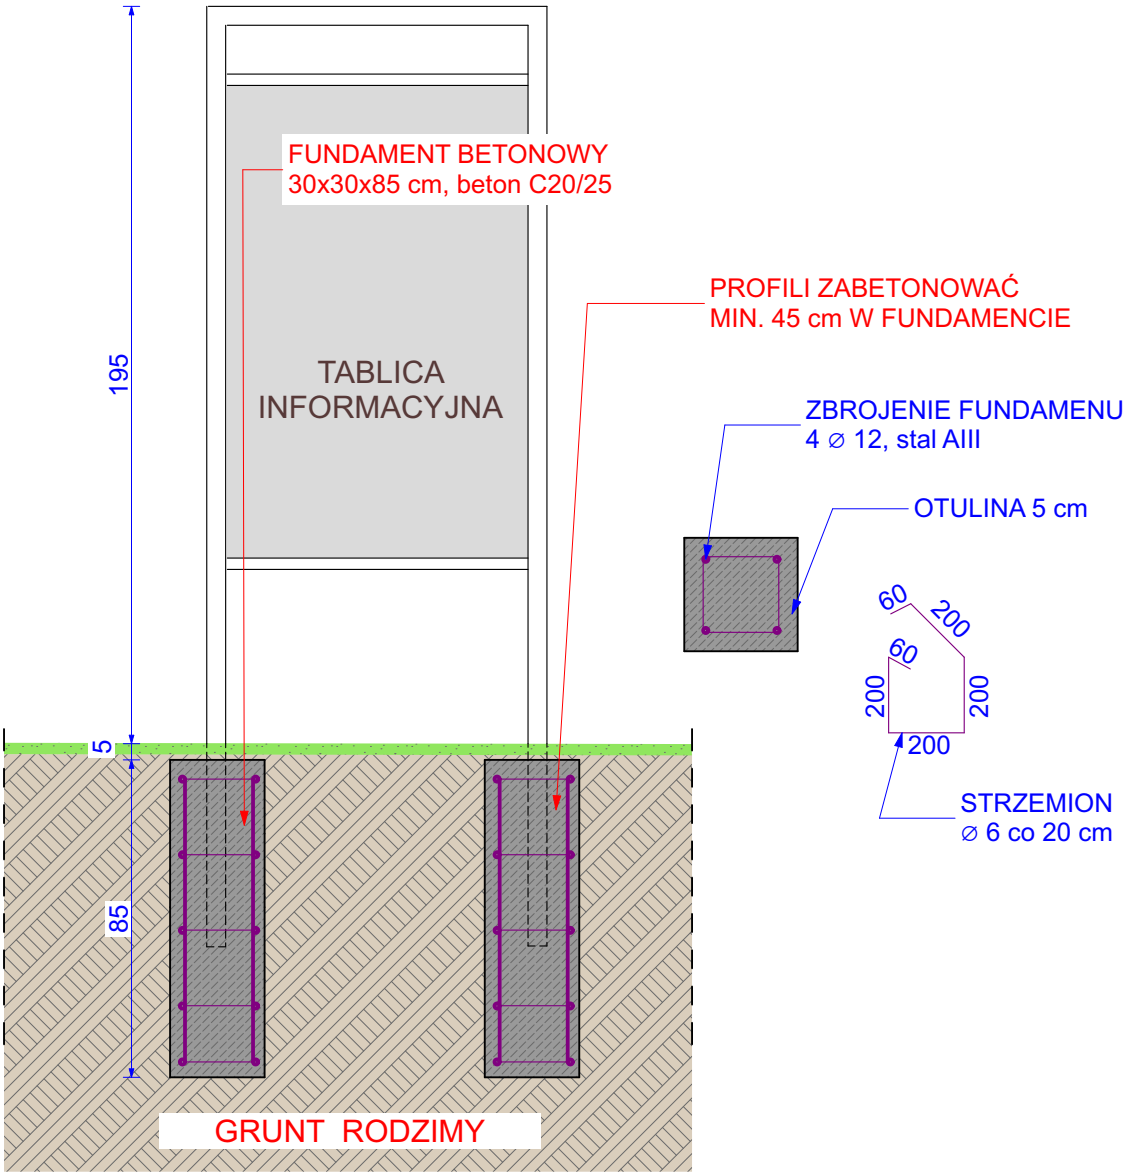 FUNDAMENT BETONOWY
30x30x85 cm, beton C20/25
PROFILI ZABETONOWAĆ
MIN. 45 cm W FUNDAMENCIE
195
TABLICA
INFORMACYJNA
ZBROJENIE FUNDAMENU
4 ⌀ 12, stal AIII
OTULINA 5 cm
60
200
60
200
200
200
5
STRZEMION
⌀ 6 co 20 cm
85
GRUNT RODZIMY